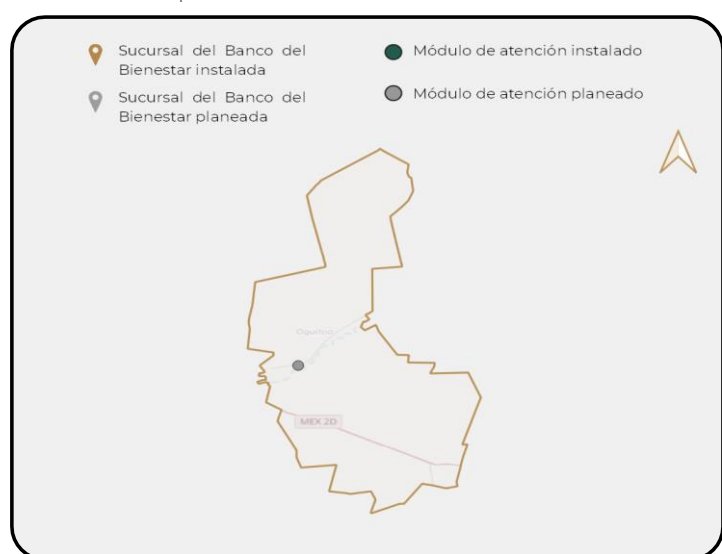 Sucursal del Banco del
Bienestar instalada
Sucursal del Banco del
Bienestar planeada
Módulo de atención instalado
Módulo de atención planeado
MEX 2D